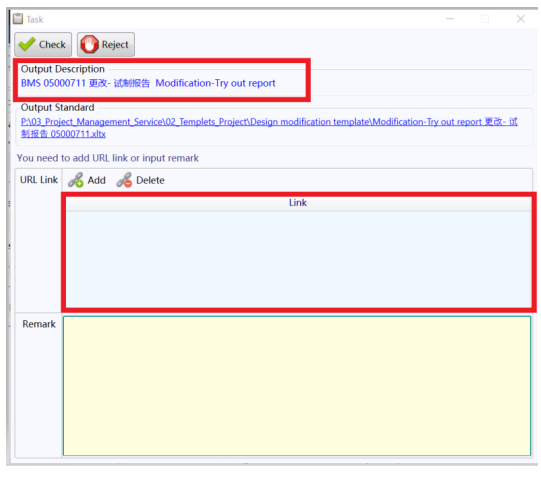 Task
Check
Reject
Output Description
BMS 05000711 更改- 试制报告 Modification-Try out report
Output Standard
P:\03_Project_Management_Service\02_Templets_Project\Design modification template\Modification-Try out report 更改- 试
制报告 05000711.xltx
You need to add URL link or input remark
URL Link
Add
Delete
Link
Remark